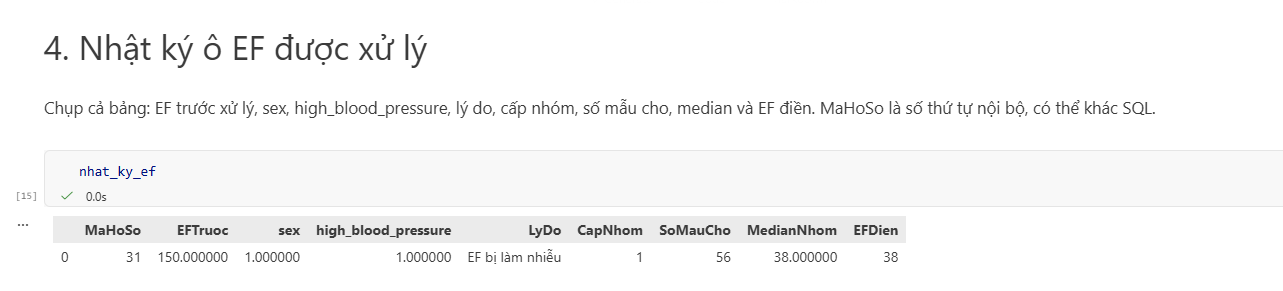 4. Nhật ký ô EF được xử lý
Chụp cả bảng: EF trước xử lý, sex, high_blood_pressure, lý do, cấp nhóm, số mẫu cho, median và EF điền. MaHoSo là số thứ tự nội bộ, có thể khác SQL.
nhat_ky_ef
[15] ✓ 0.0s
...
MaHoSo EFTruoc sex high_blood_pressure LyDo CapNhom SoMauCho MedianNhom EFDien
0 31 150.000000 1.000000 1.000000 EF bị làm nhiễu 1 56 38.000000 38